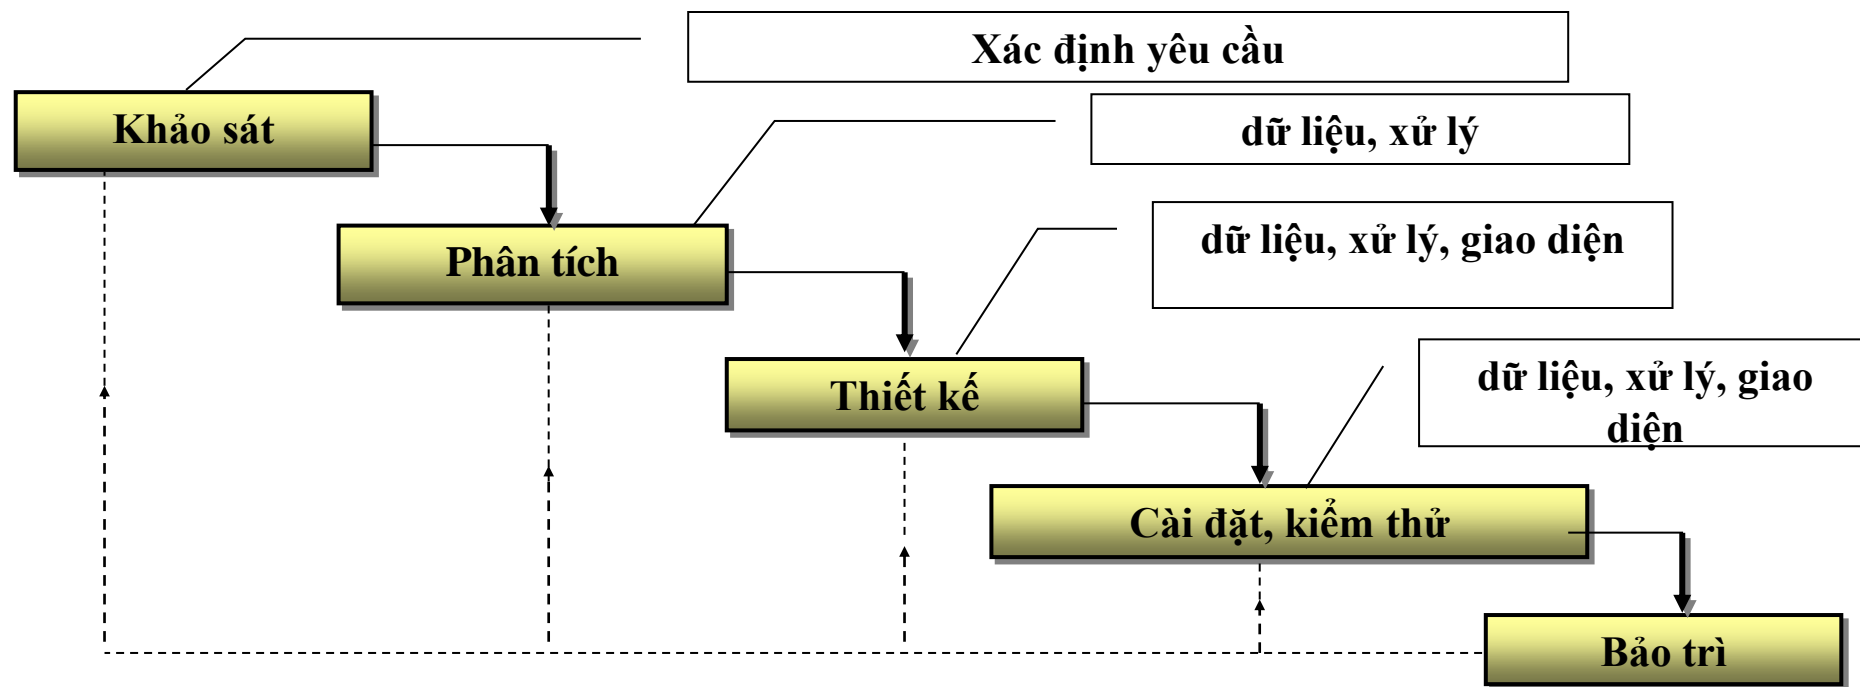 Xác định yêu cầu
Khảo sát
dữ liệu, xử lý
Phân tích
dữ liệu, xử lý, giao diện
Thiết kế
dữ liệu, xử lý, giao
diện
Cài đặt, kiểm thử
Bảo trì